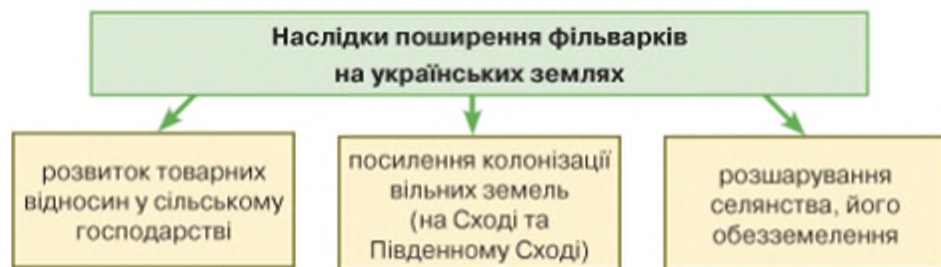 Наслідки поширення фільварків
на українських землях
розвиток товарних
відносин у сільському
господарстві
посилення колонізації
вільних земель
(на Сході та
Південному Сході)
розшарування
селянства, його
обезземелення